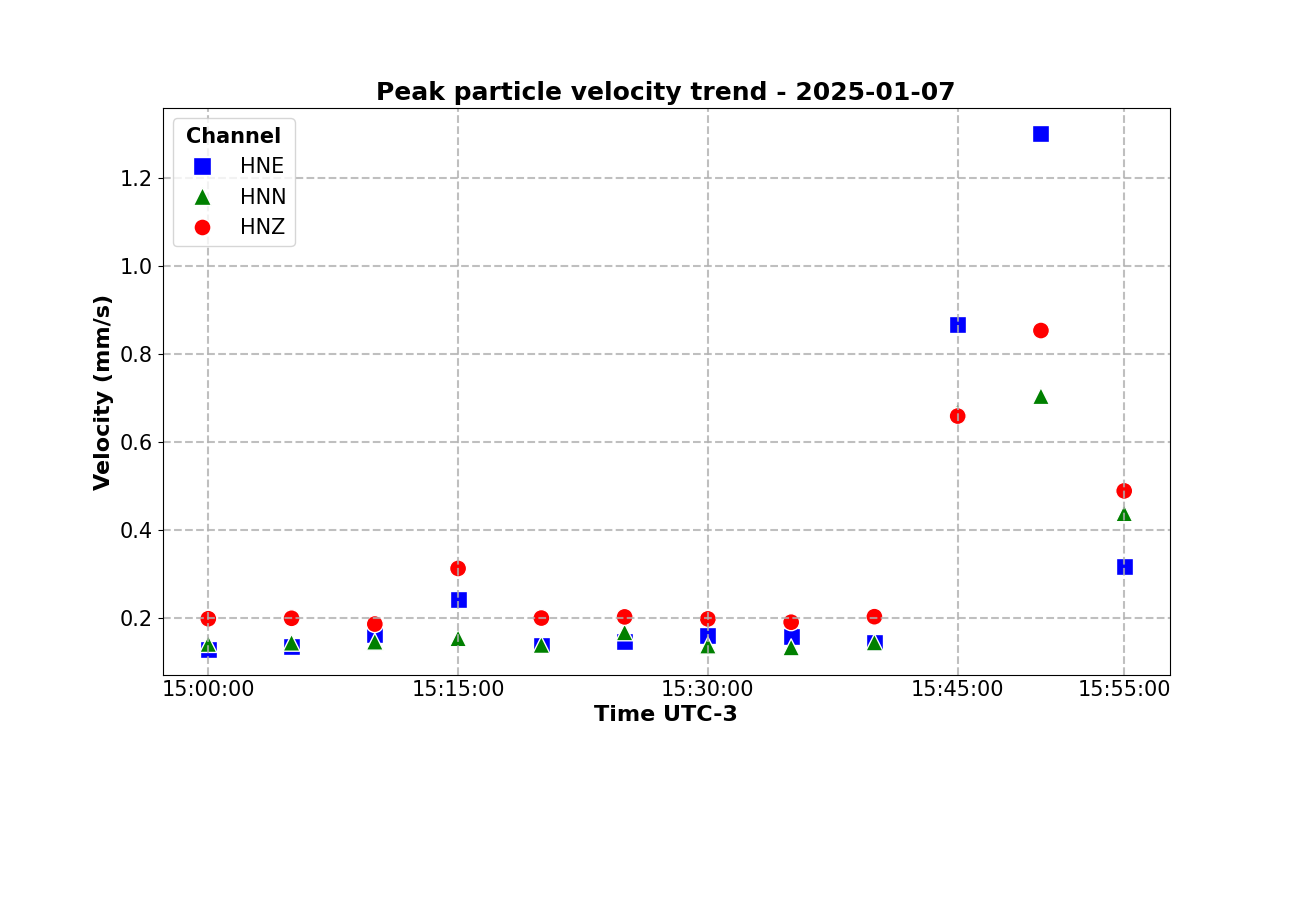 Peak particle velocity trend - 2025-01-07
Channel
HNE
HNN
HNZ
Velocity (mm/s)
1.2
1.0
0.8
0.6
0.4
0.2
15:00:00 15:15:00 15:30:00 15:45:00 15:55:00
Time UTC-3